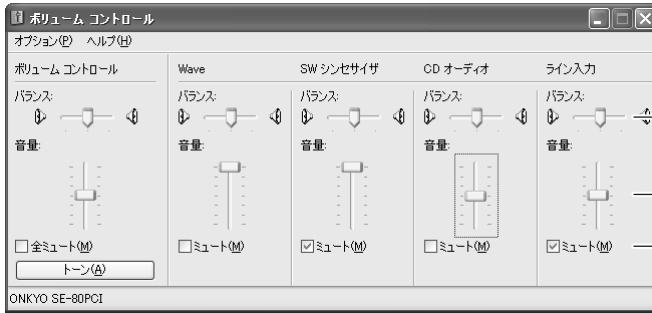 ボリューム コントロール
オプション(P) ヘルプ(H)
ボリューム コントロール
バランス:
音量:
全ミュート(M)
トーン(A)
Wave
バランス:
音量:
ミュート(M)
SW シンセサイザ
バランス:
音量:
ミュート(M)
CD オーディオ
バランス:
音量:
ミュート(M)
ライン入力
バランス:
音量:
ミュート(M)
ONKYO SE-80PCI